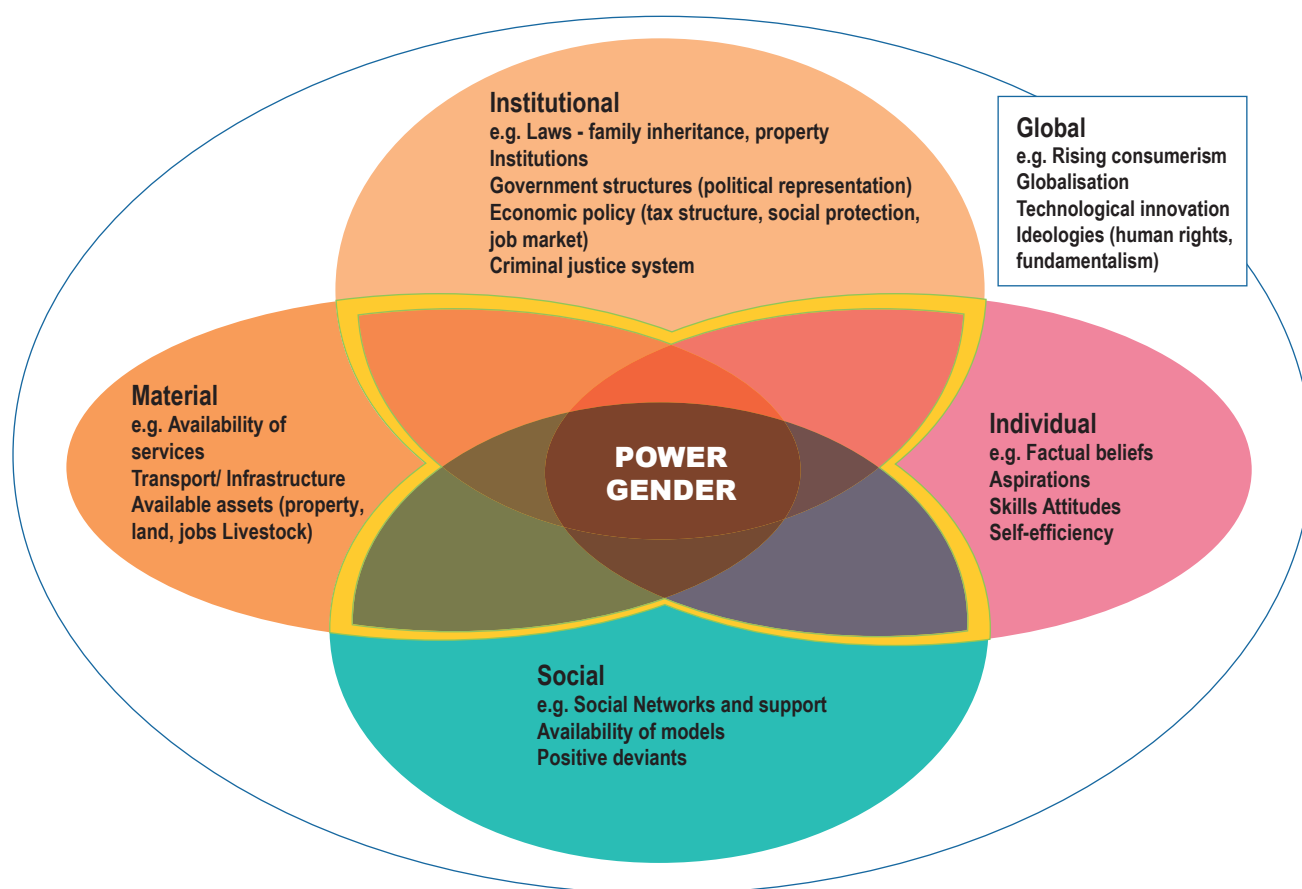 Institutional
e.g. Laws - family inheritance, property
Institutions
Government structures (political representation)
Economic policy (tax structure, social protection,
job market)
Criminal justice system
Global
e.g. Rising consumerism
Globalisation
Technological innovation
Ideologies (human rights,
fundamentalism)
Material
e.g. Availability of
services
Transport/ Infrastructure
Available assets (property,
land, jobs Livestock)
POWER
GENDER
Individual
e.g. Factual beliefs
Aspirations
Skills Attitudes
Self-efficiency
Social
e.g. Social Networks and support
Availability of models
Positive deviants